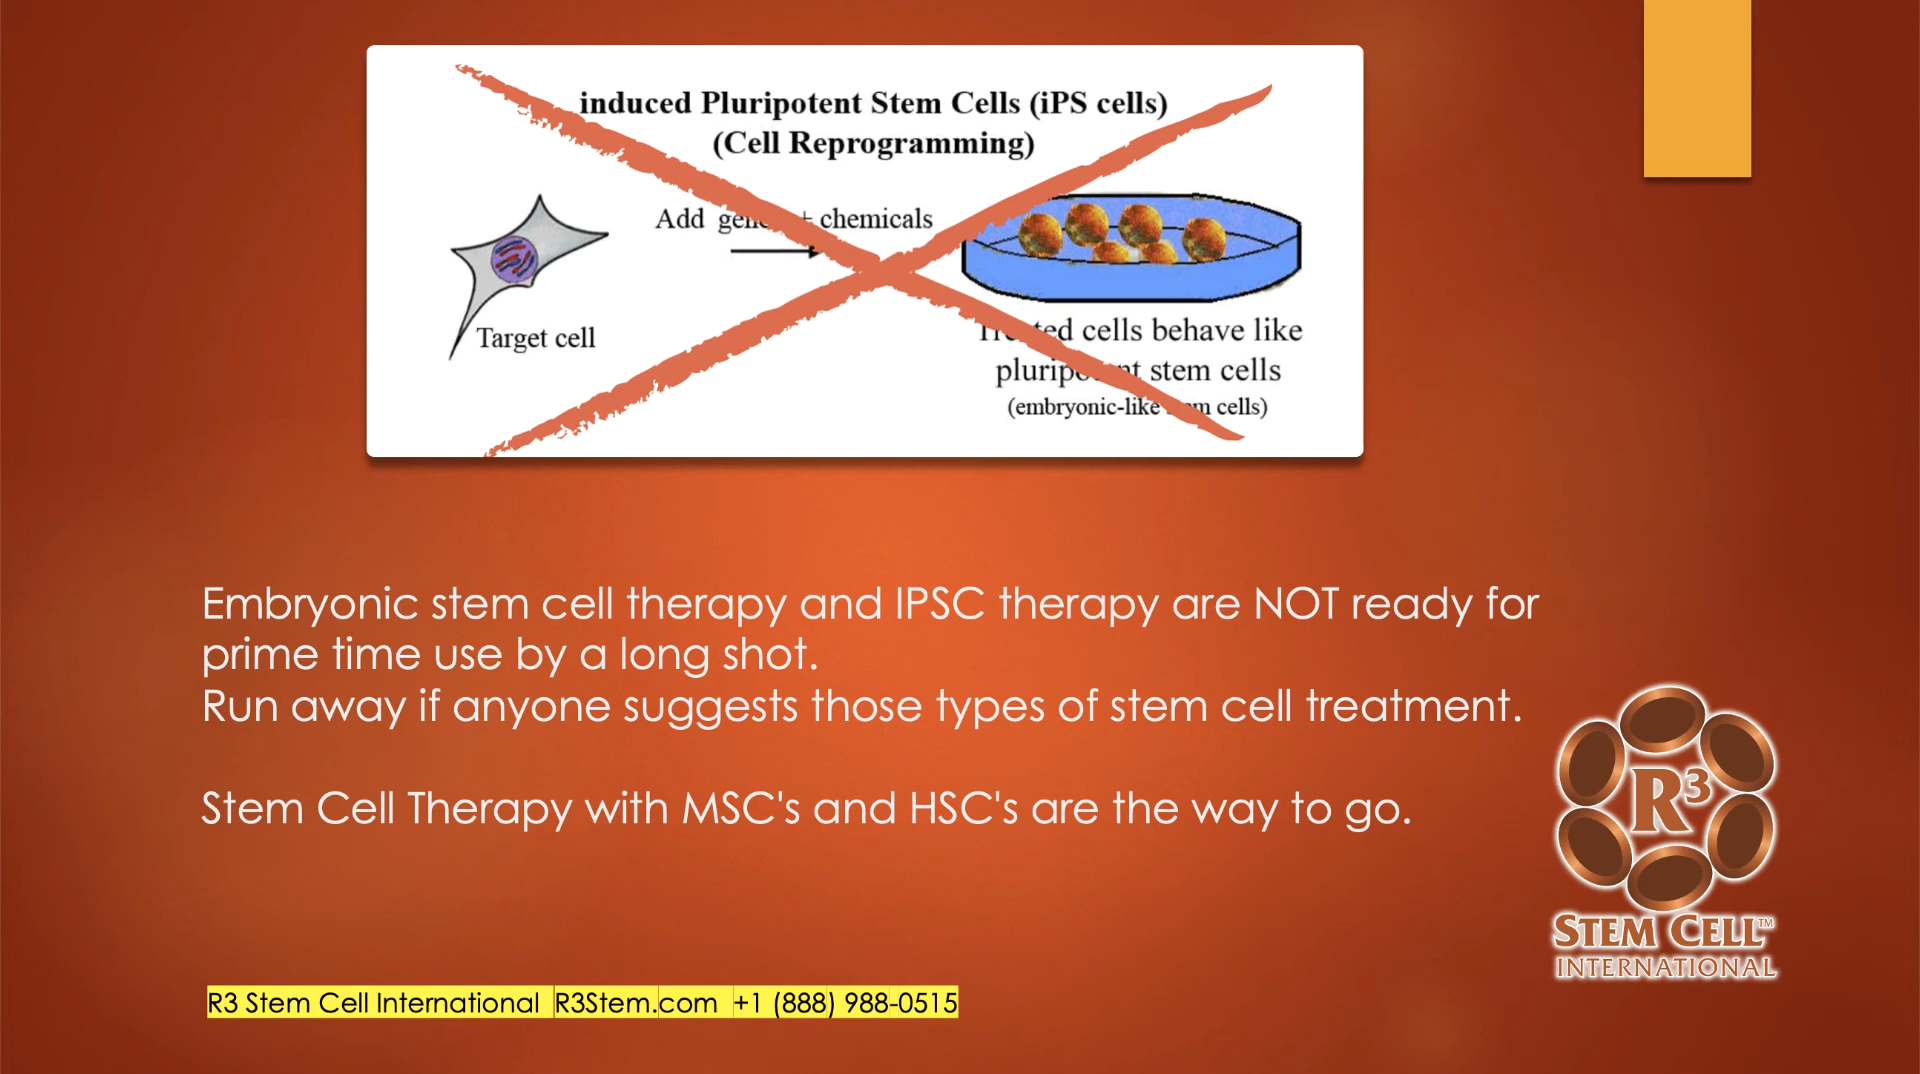 induced Pluripotent Stem Cells (iPS cells)
(Cell Reprogramming)
Add + chemicals
Target cell
cells behave like
stem cells
(embryonic-like cells)
Embryonic stem cell therapy and IPSC therapy are NOT ready for
prime time use by a long shot.
Run away if anyone suggests those types of stem cell treatment.
Stem Cell Therapy with MSC's and HSC's are the way to go.
R3
STEM CELL™
INTERNATIONAL
R3 Stem Cell International R3Stem.com +1 (888) 988-0515